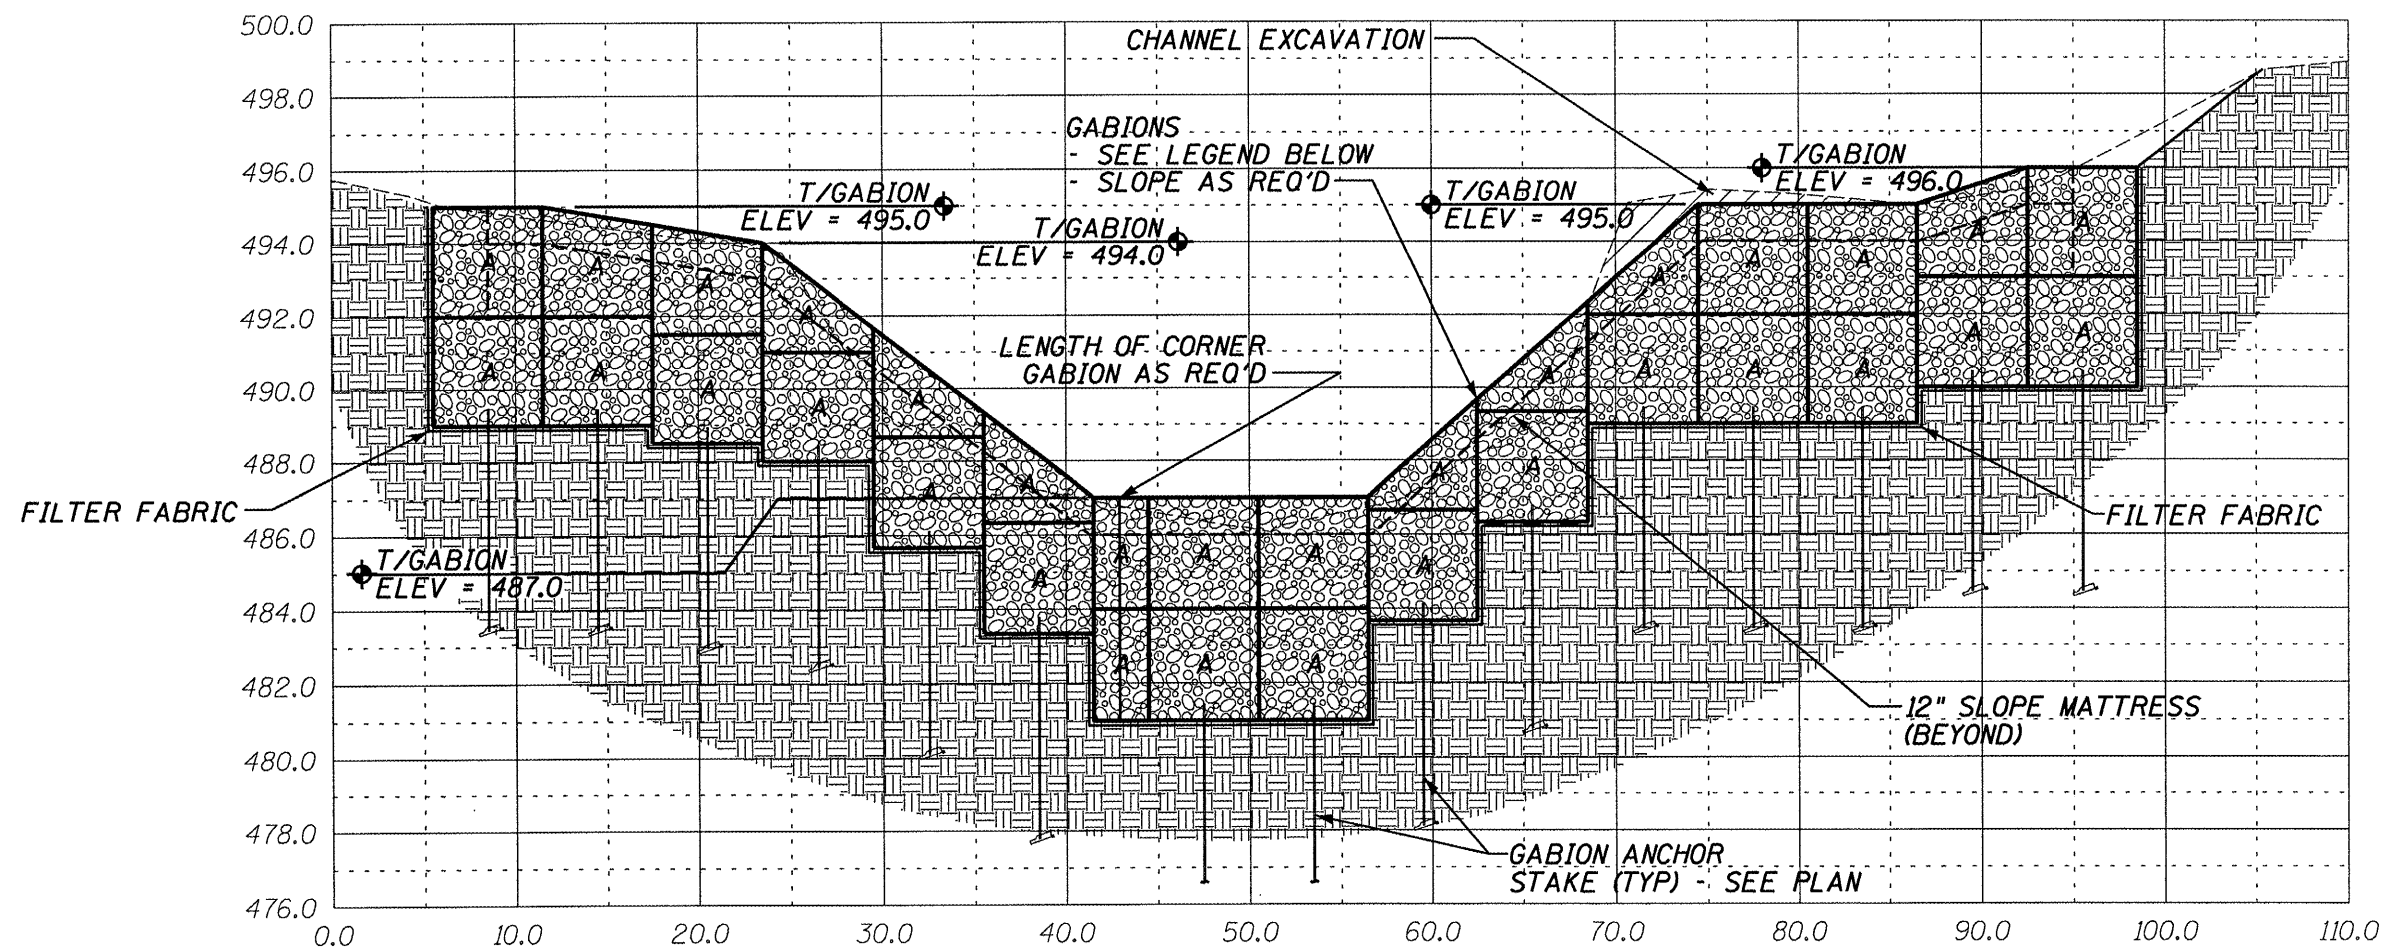 500.0
CHANNEL EXCAVATION
498.0
GABIONS
- SEE LEGEND BELOW
- SLOPE AS REQ'D
T/GABION
ELEV = 496.0
496.0
T/GABION
ELEV = 495.0
T/GABION
ELEV = 495.0
T/GABION
ELEV = 494.0
494.0
A A A A A A A A A A
492.0
LENGTH OF CORNER
GABION AS REQ'D
490.0
A A A A A A A A A A A A
488.0
A A A A
FILTER FABRIC
FILTER FABRIC
486.0
T/GABION
ELEV = 487.0
A A A A A
484.0
A A A
482.0
12" SLOPE MATTRESS
(BEYOND)
480.0
478.0
GABION ANCHOR
STAKE (TYP) - SEE PLAN
476.0
0.0 10.0 20.0 30.0 40.0 50.0 60.0 70.0 80.0 90.0 100.0 110.0